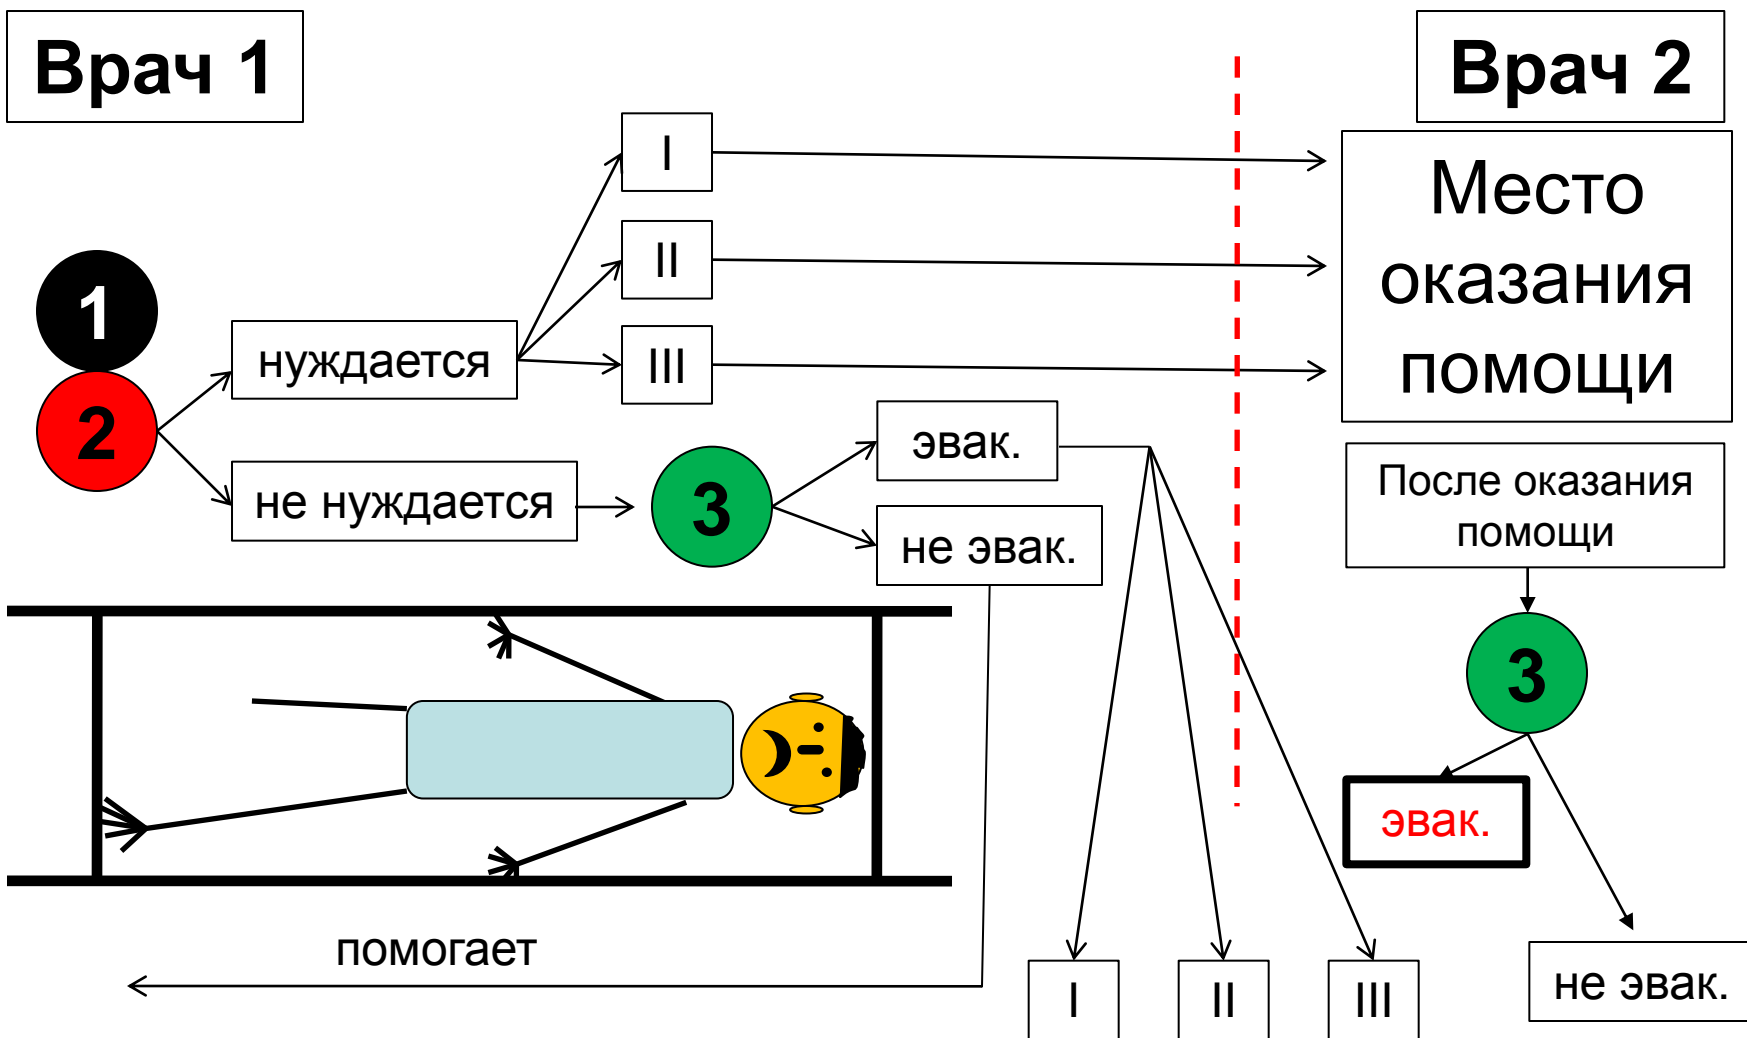 Врач 1
Врач 2
I
II
III
Место
оказания
помощи
1
2
нуждается
не нуждается
3
эвак.
не эвак.
После оказания
помощи
3
эвак.
не эвак.
помогает
I
II
III